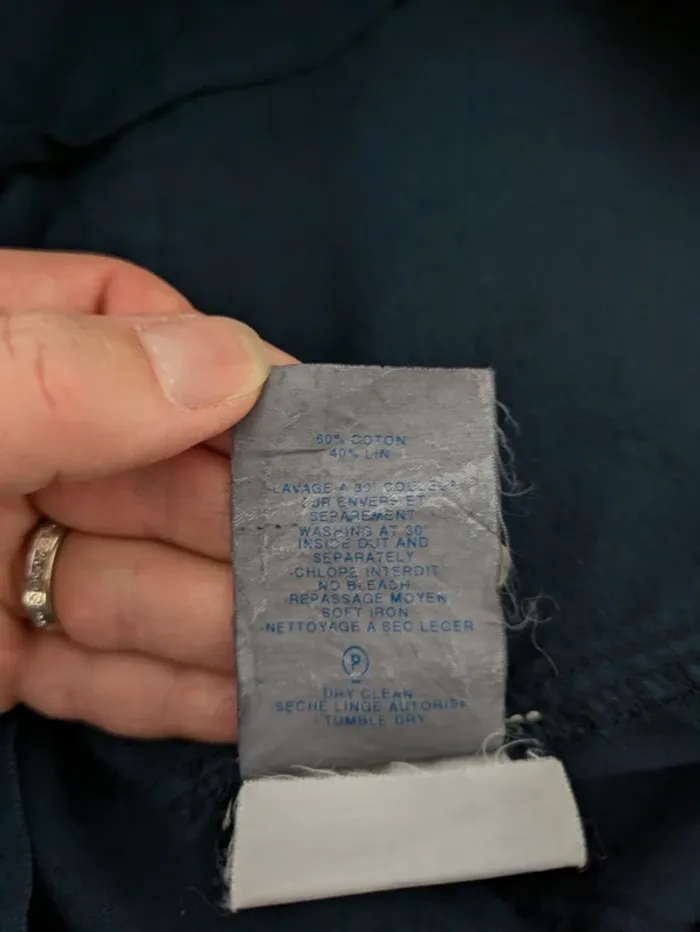 60% COTON
40% LIN
LAVAGE A 30° COULEUR
SUR ENVERS ET
SEPAREMENT
WASHING AT 30°
INSIDE OUT AND
SEPARATELY
-CHLORE INTERDIT
NO BLEACH
-REPASSAGE MOYEN
SOFT IRON
-NETTOYAGE A SEC LEGER
P
DRY CLEAN
SECHE LINGE AUTORISE
TUMBLE DRY